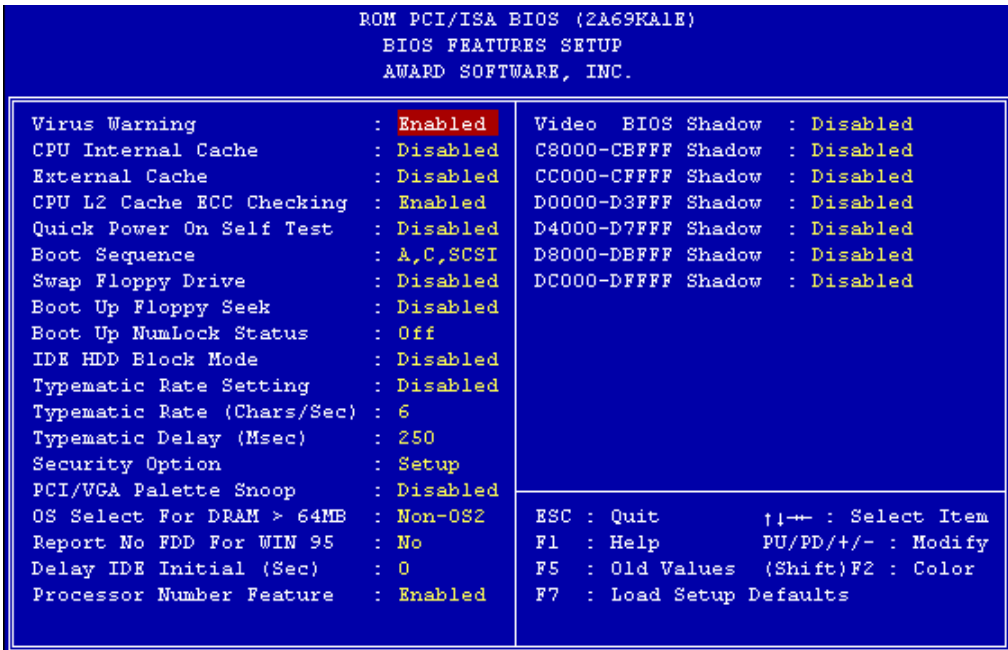 ROM PCI/ISA BIOS (2A69KA1E)
BIOS FEATURES SETUP
AWARD SOFTWARE, INC.
Virus Warning : Enabled
CPU Internal Cache : Disabled
External Cache : Disabled
CPU L2 Cache ECC Checking : Enabled
Quick Power On Self Test : Disabled
Boot Sequence : A,C,SCSI
Swap Floppy Drive : Disabled
Boot Up Floppy Seek : Disabled
Boot Up NumLock Status : Off
IDE HDD Block Mode : Disabled
Typematic Rate Setting : Disabled
Typematic Rate (Chars/Sec) : 6
Typematic Delay (Msec) : 250
Security Option : Setup
PCI/VGA Palette Snoop : Disabled
OS Select For DRAM > 64MB : Non-OS2
Report No FDD For WIN 95 : No
Delay IDE Initial (Sec) : 0
Processor Number Feature : Enabled
Video BIOS Shadow : Disabled
C8000-CBFFF Shadow : Disabled
CC000-CFFFF Shadow : Disabled
D0000-D3FFF Shadow : Disabled
D4000-D7FFF Shadow : Disabled
D8000-DBFFF Shadow : Disabled
DC000-DFFFF Shadow : Disabled
ESC : Quit ↑↓→← : Select Item
F1 : Help PU/PD/+/- : Modify
F5 : Old Values (Shift)F2 : Color
F7 : Load Setup Defaults